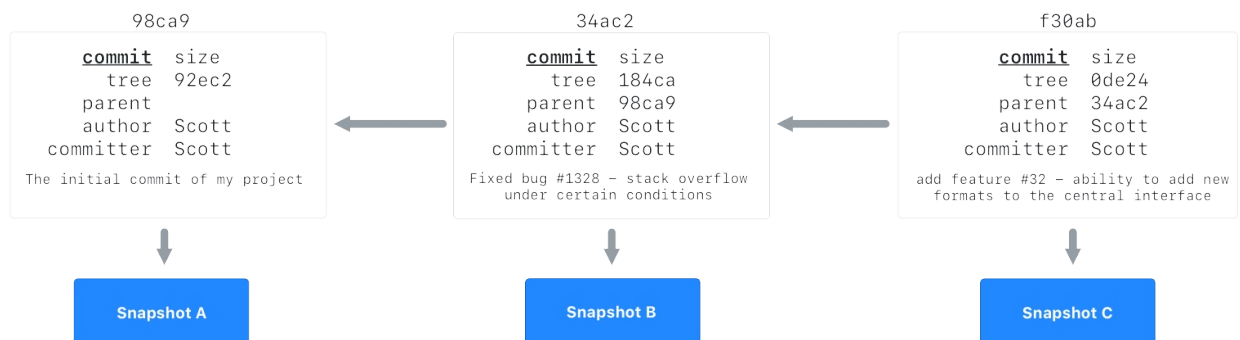 98ca9
commit size
tree 92ec2
parent
author Scott
committer Scott
The initial commit of my project
Snapshot A
34ac2
commit size
tree 184ca
parent 98ca9
author Scott
committer Scott
Fixed bug #1328 – stack overflow
under certain conditions
Snapshot B
f30ab
commit size
tree 0de24
parent 34ac2
author Scott
committer Scott
add feature #32 – ability to add new
formats to the central interface
Snapshot C